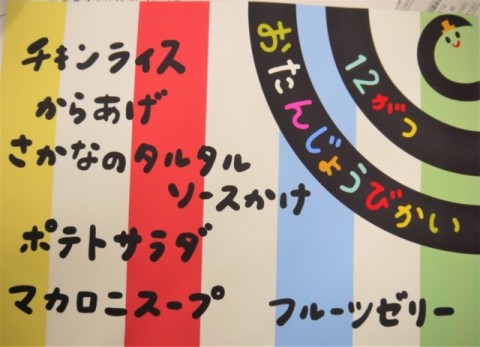 12がつ
おたんじょうびかい
チキンライス
からあげ
さかなのタルタル
ソースかけ
ポテトサラダ
マカロニスープ
フルーツゼリー